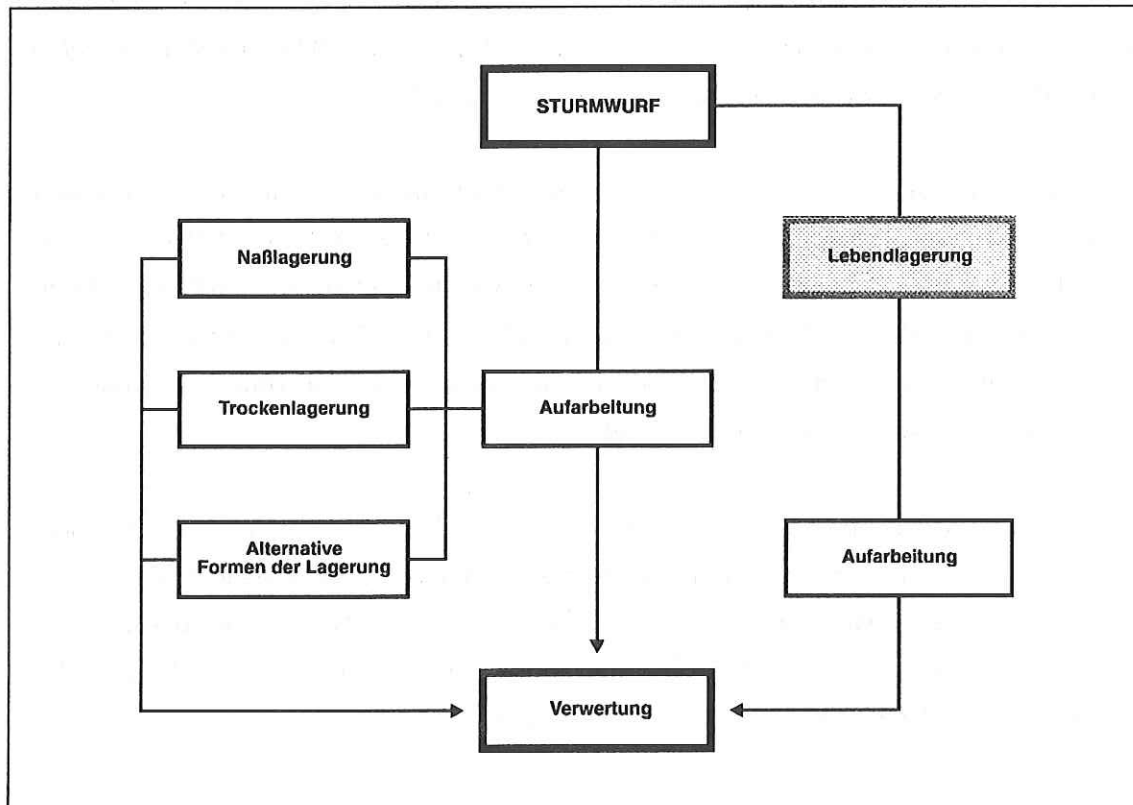 STURMWURF
Naßlagerung
Lebendlagerung
Trockenlagerung
Aufarbeitung
Alternative
Formen der Lagerung
Aufarbeitung
Verwertung